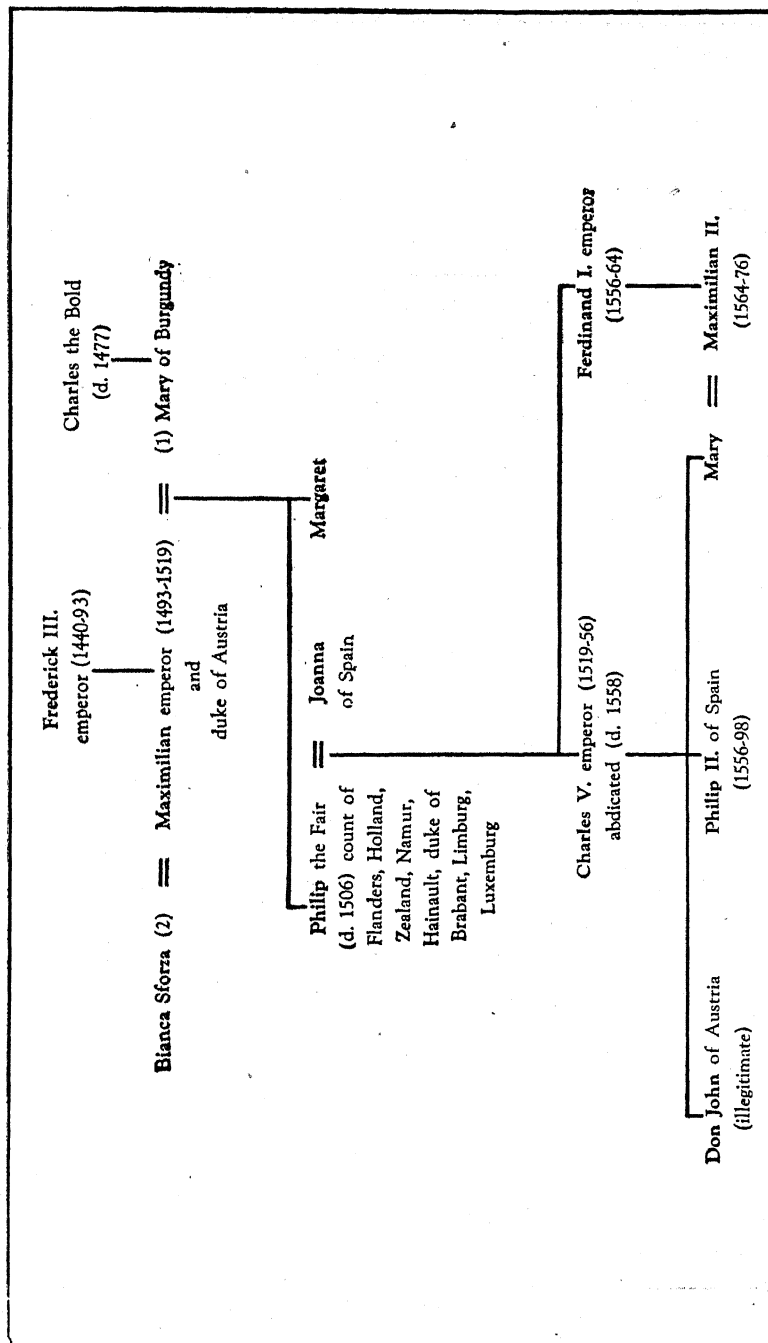 Frederick III.
emperor (1440-93)
Charles the Bold
(d. 1477)
Bianca Sforza (2) = Maximilian emperor (1493-1519) = (1) Mary of Burgundy
and
duke of Austria
Philip the Fair = Joanna
(d. 1506) count of
Flanders, Holland,
Zealand, Namur,
Hainault, duke of
Brabant, Limburg,
Luxemburg
of Spain
Margaret
Charles V. emperor (1519-56)
abdicated (d. 1558)
Ferdinand I. emperor
(1556-64)
Don John of Austria
(illegitimate)
Philip II. of Spain
(1556-98)
Mary = Maximilian II.
(1564-76)